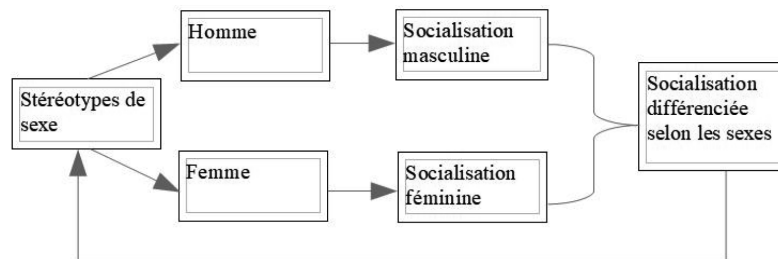 Homme
Socialisation
masculine
Stéréotypes de
sexe
Socialisation
différenciée
selon les sexes
Femme
Socialisation
féminine